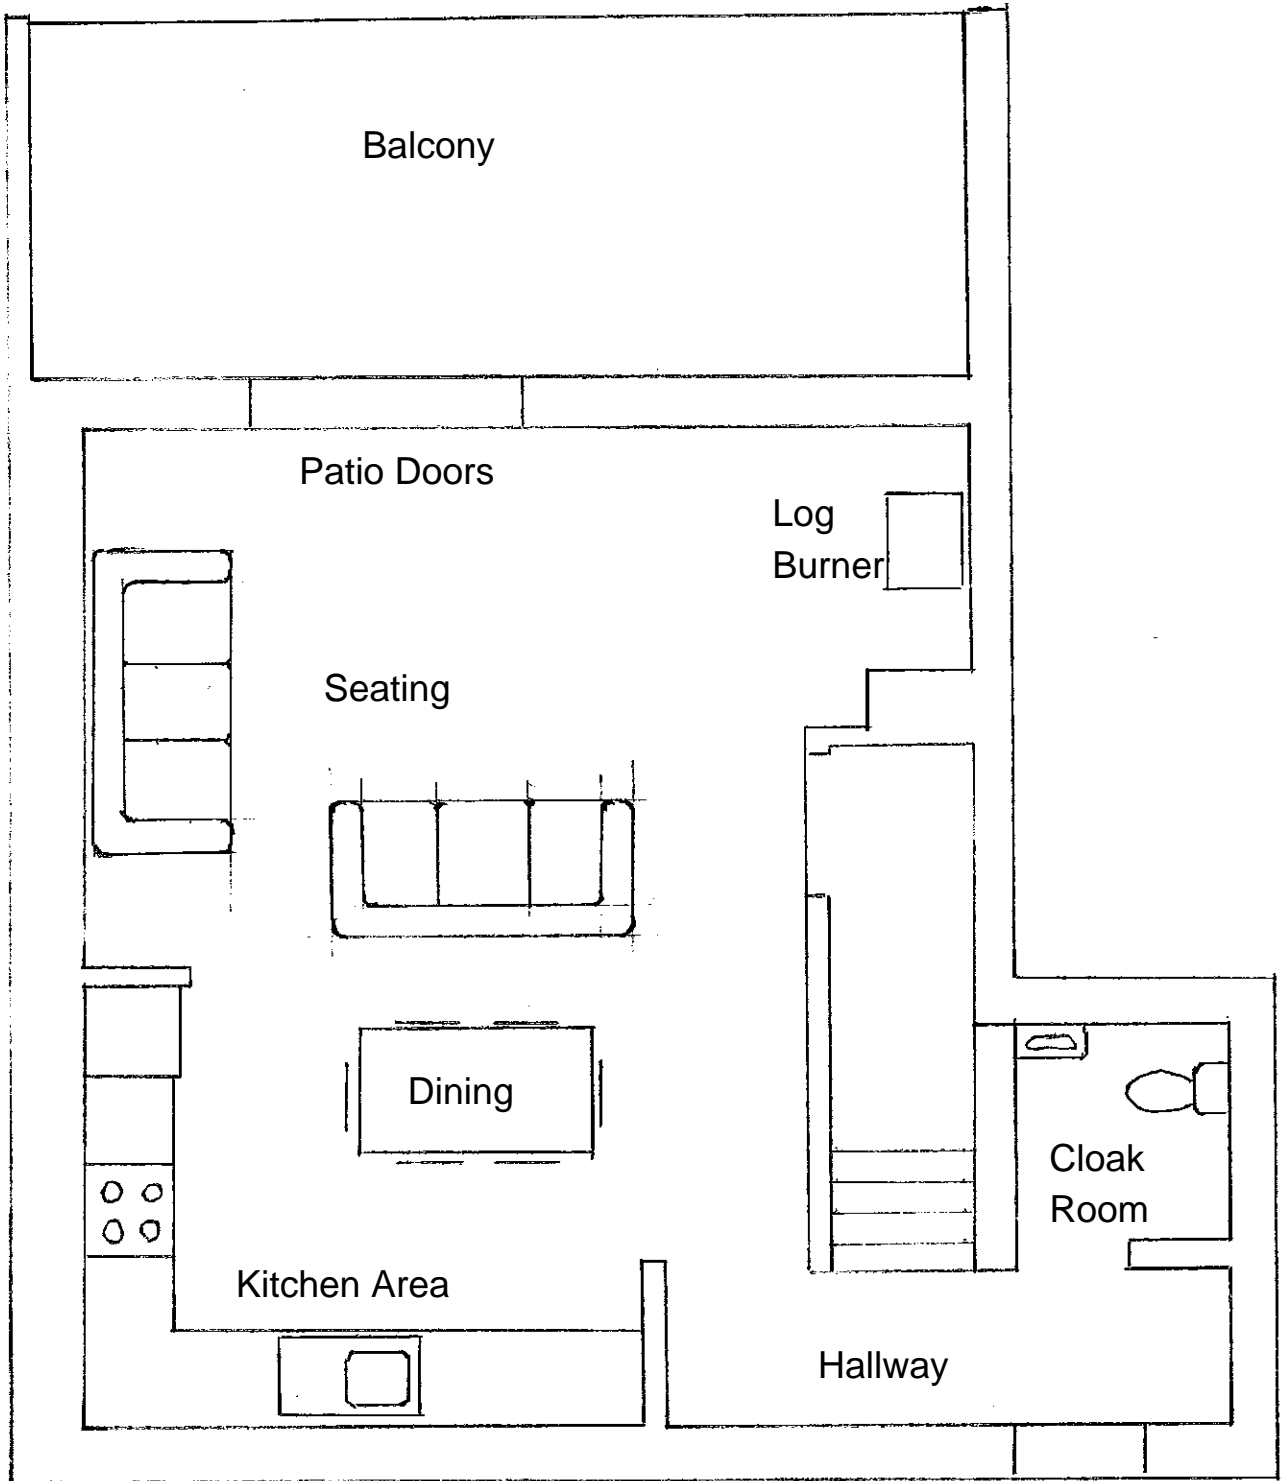 Balcony
Patio Doors
Log
Burner
Seating
Dining
Cloak
Room
Kitchen Area
Hallway